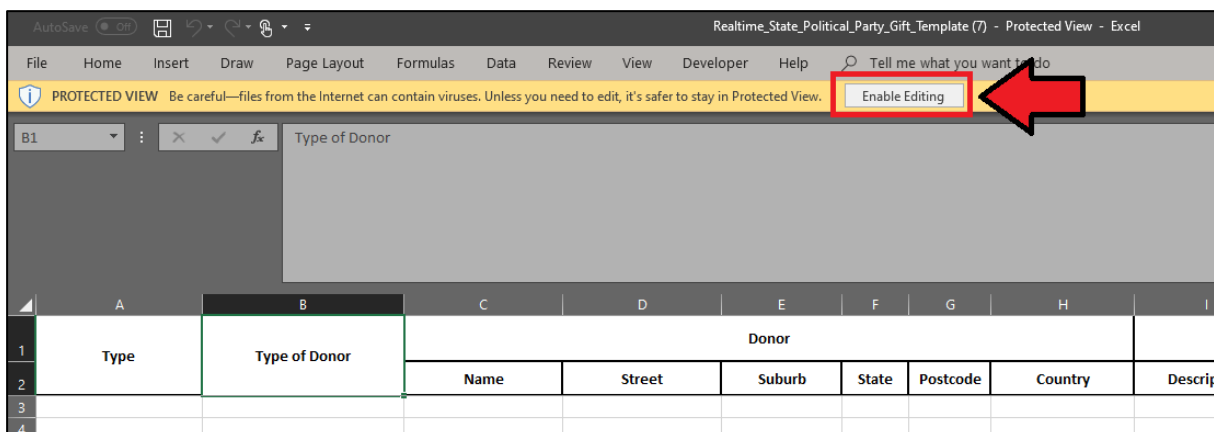 AutoSave Off Realtime_State_Political_Party_Gift_Template (7) - Protected View - Excel
File Home Insert Draw Page Layout Formulas Data Review View Developer Help Tell me what you want to do
PROTECTED VIEW Be careful—files from the Internet can contain viruses. Unless you need to edit, it's safer to stay in Protected View. Enable Editing
B1 fx Type of Donor
A B C D E F G H I
1 Type Type of Donor Donor
2 Name Street Suburb State Postcode Country Descrip
3
4